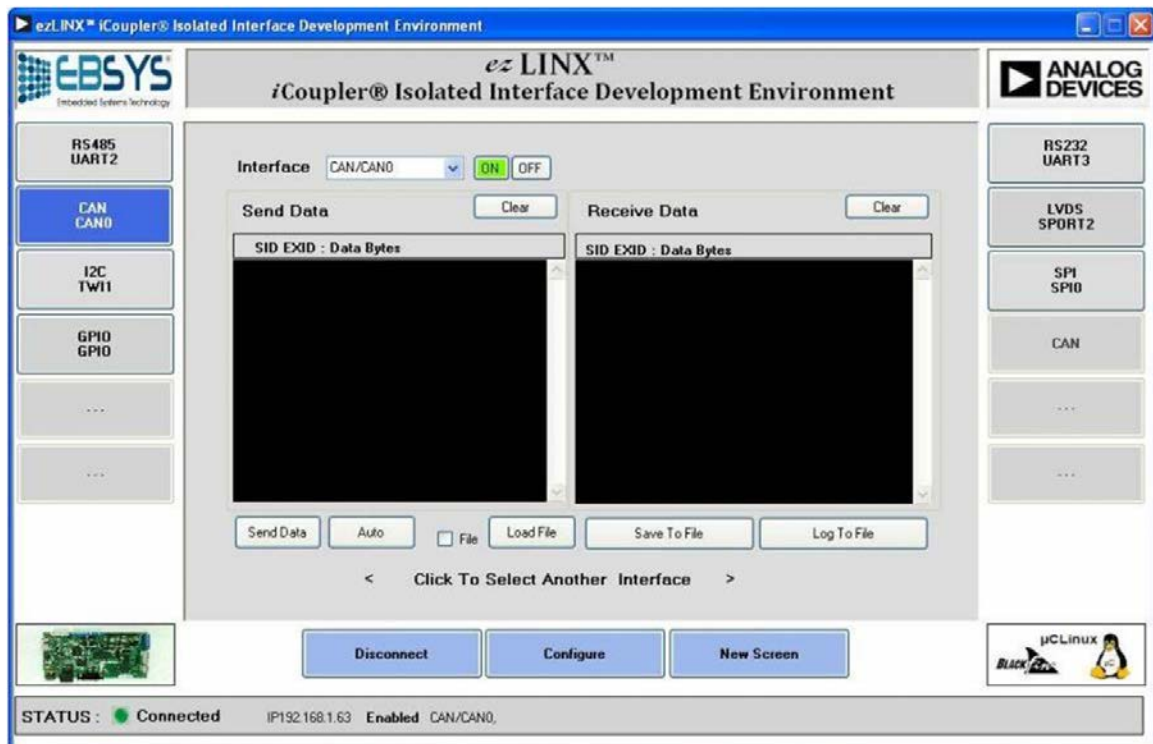 ezLINX™ iCoupler® Isolated Interface Development Environment
EBSYS
Embedded Systems Technology
ez LINX™
iCoupler® Isolated Interface Development Environment
ANALOG
DEVICES
RS485
UART2
CAN
CAN0
I2C
TWI1
GPIO
GPIO
...
...
Interface CAN/CAN0 ON OFF
Send Data Clear
SID EXID : Data Bytes
Receive Data Clear
SID EXID : Data Bytes
Send Data Auto File Load File Save To File Log To File
< Click To Select Another Interface >
RS232
UART3
LVDS
SPORT2
SPI
SPI0
CAN
...
...
Disconnect Configure New Screen
µCLinux
BLACKFin
µC
STATUS : Connected IP192.168.1.63 Enabled CAN/CAN0,